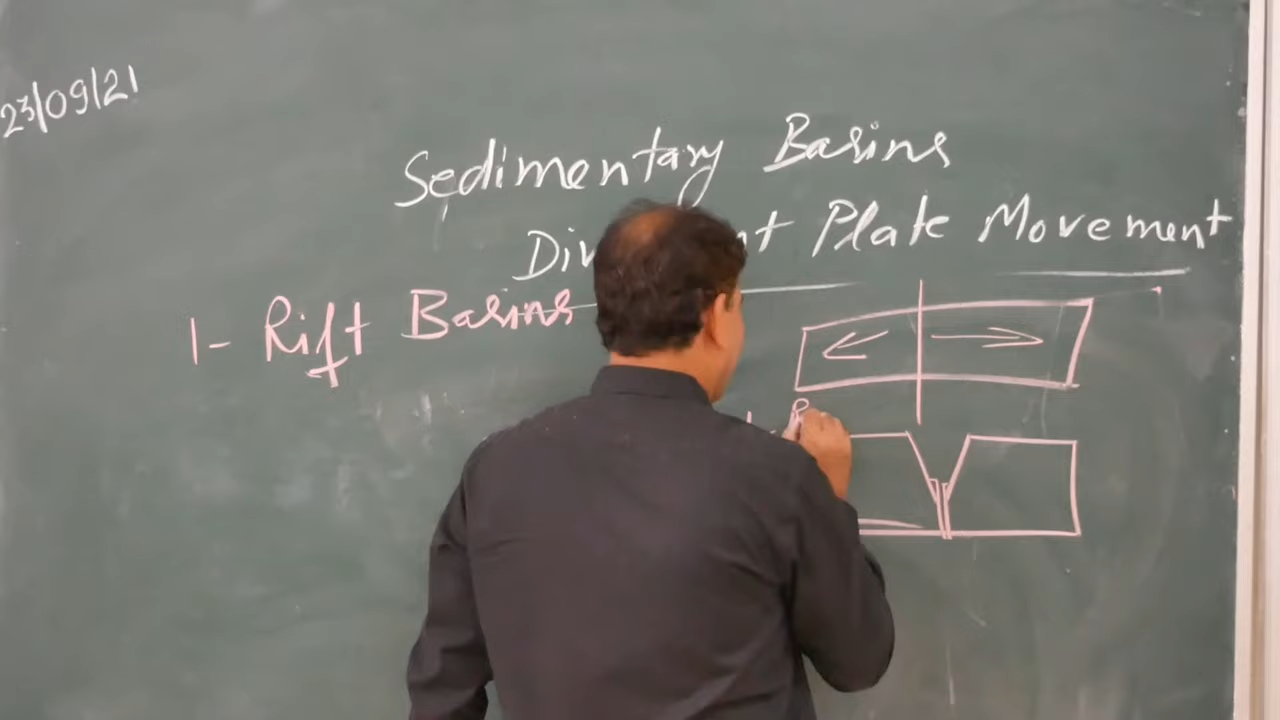 23/09/21
Sedimentary Basins
Plate Movement
1- Rift Basins